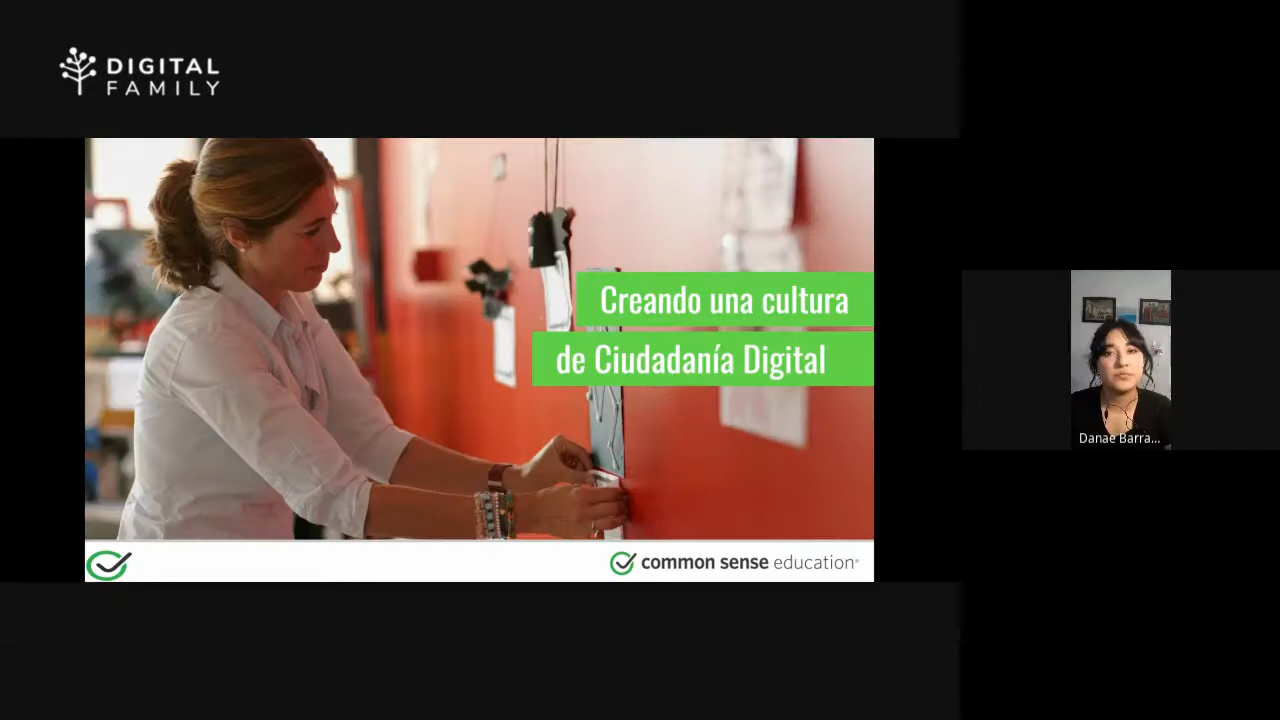 DIGITAL
FAMILY
Creando una cultura
de Ciudadanía Digital
common sense education®
Danae Barra...